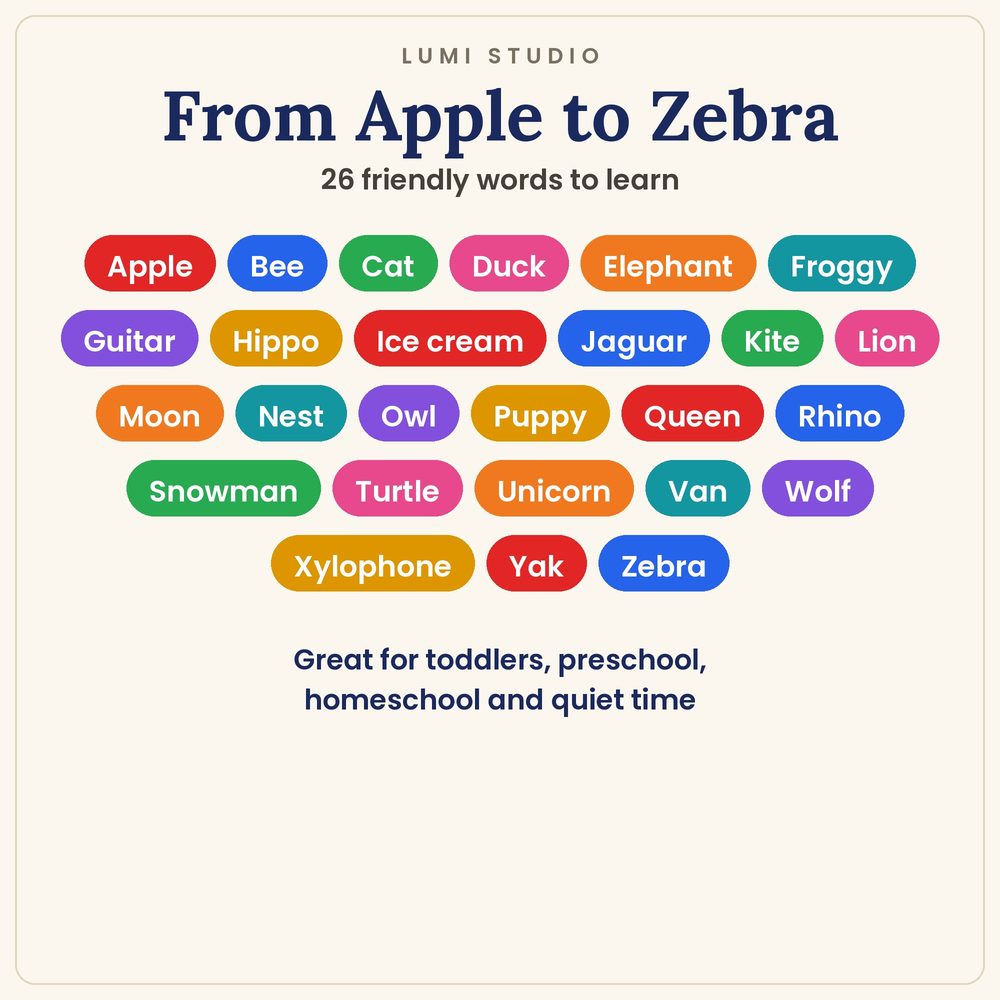 LUMI STUDIO
From Apple to Zebra
26 friendly words to learn
Apple Bee Cat Duck Elephant Froggy
Guitar Hippo Ice cream Jaguar Kite Lion
Moon Nest Owl Puppy Queen Rhino
Snowman Turtle Unicorn Van Wolf
Xylophone Yak Zebra
Great for toddlers, preschool,
homeschool and quiet time